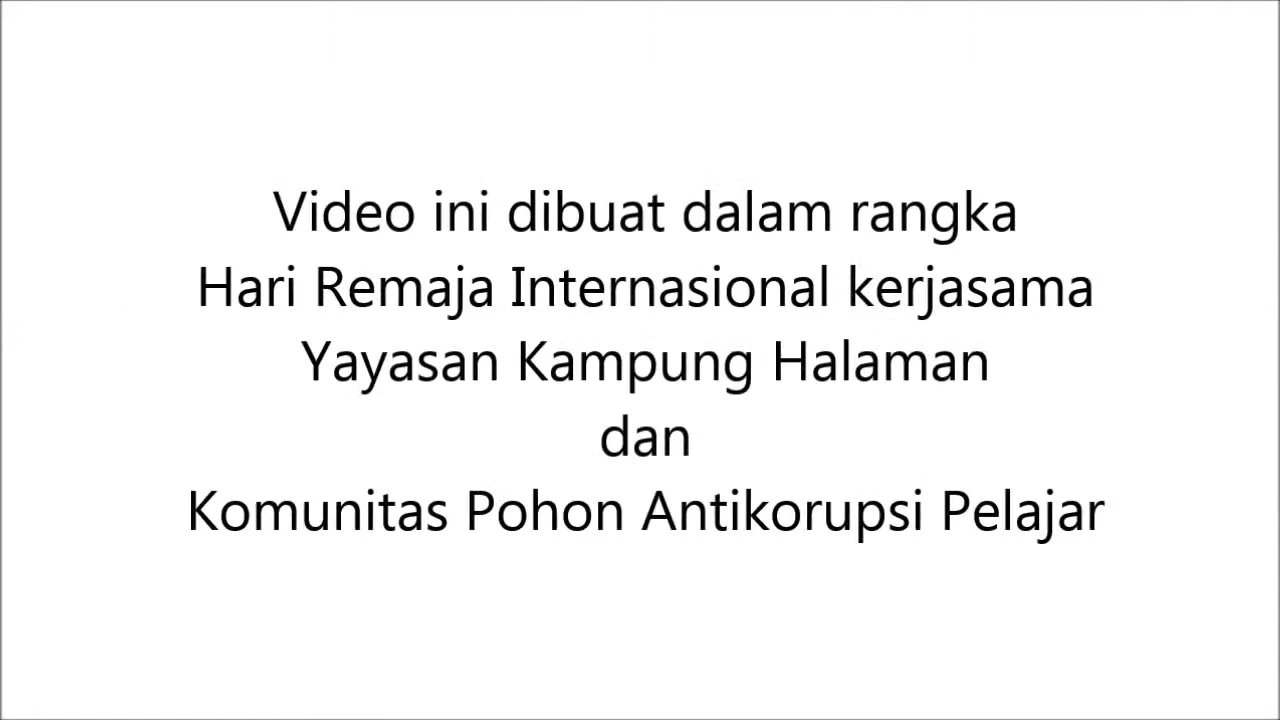 Video ini dibuat dalam rangka
Hari Remaja Internasional kerjasama
Yayasan Kampung Halaman
dan
Komunitas Pohon Antikorupsi Pelajar